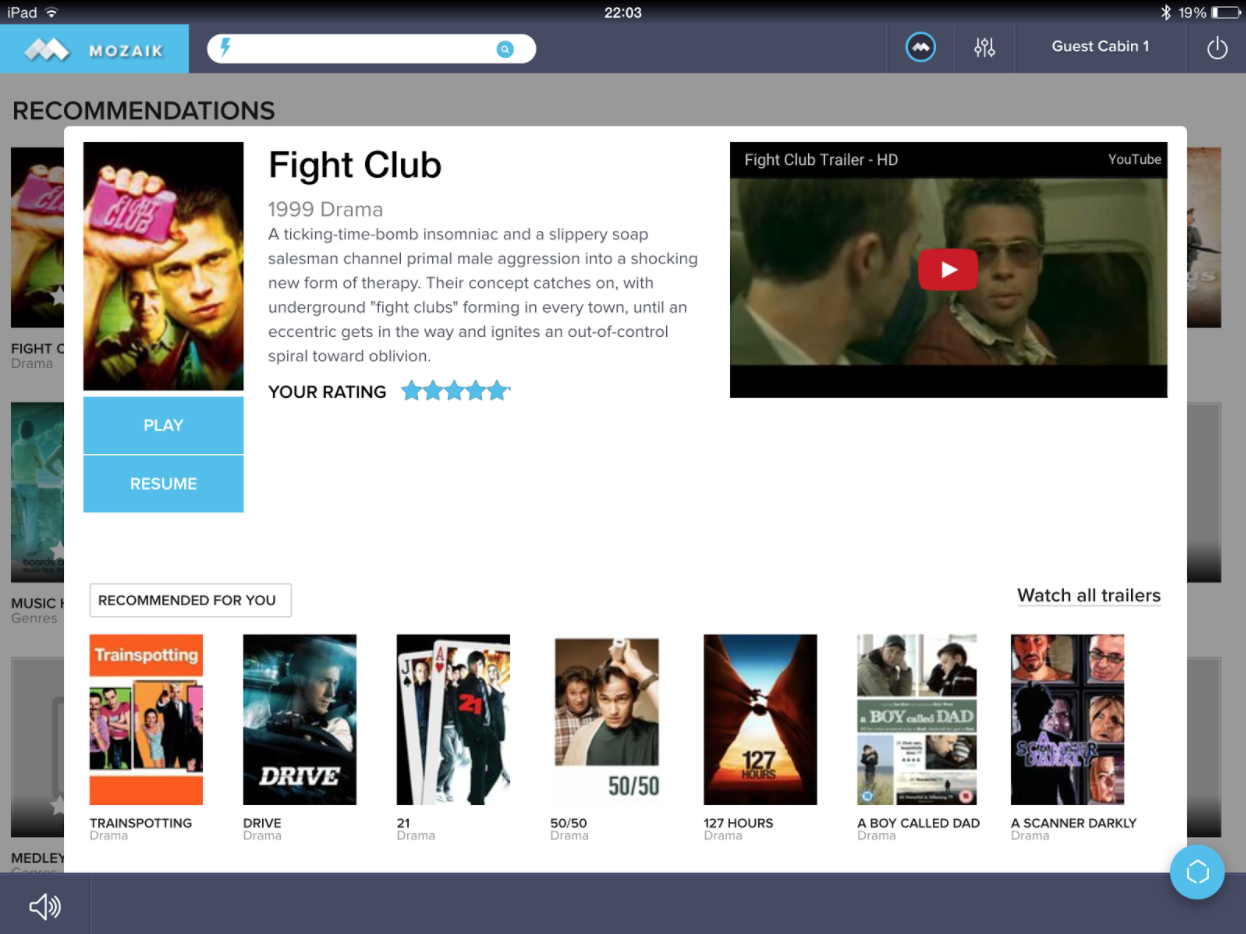 iPad
22:03
19%
MOZAIK
Guest Cabin 1
RECOMMENDATIONS
FIGHT CLUB
Fight Club
1999 Drama
A ticking-time-bomb insomniac and a slippery soap
salesman channel primal male aggression into a shocking
new form of therapy. Their concept catches on, with
underground "fight clubs" forming in every town, until an
eccentric gets in the way and ignites an out-of-control
spiral toward oblivion.
YOUR RATING
PLAY
RESUME
Fight Club Trailer - HD
YouTube
FIGHT C
Drama
MUSIC
Genres
MEDLEY
Genres
RECOMMENDED FOR YOU
Watch all trailers
Trainspotting
DRIVE
J
A
21
50/50
127
HOURS
a BOY called DAD
A
SCANNER
DARKLY
TRAINSPOTTING
Drama
DRIVE
Drama
21
Drama
50/50
Drama
127 HOURS
Drama
A BOY CALLED DAD
Drama
A SCANNER DARKLY
Drama